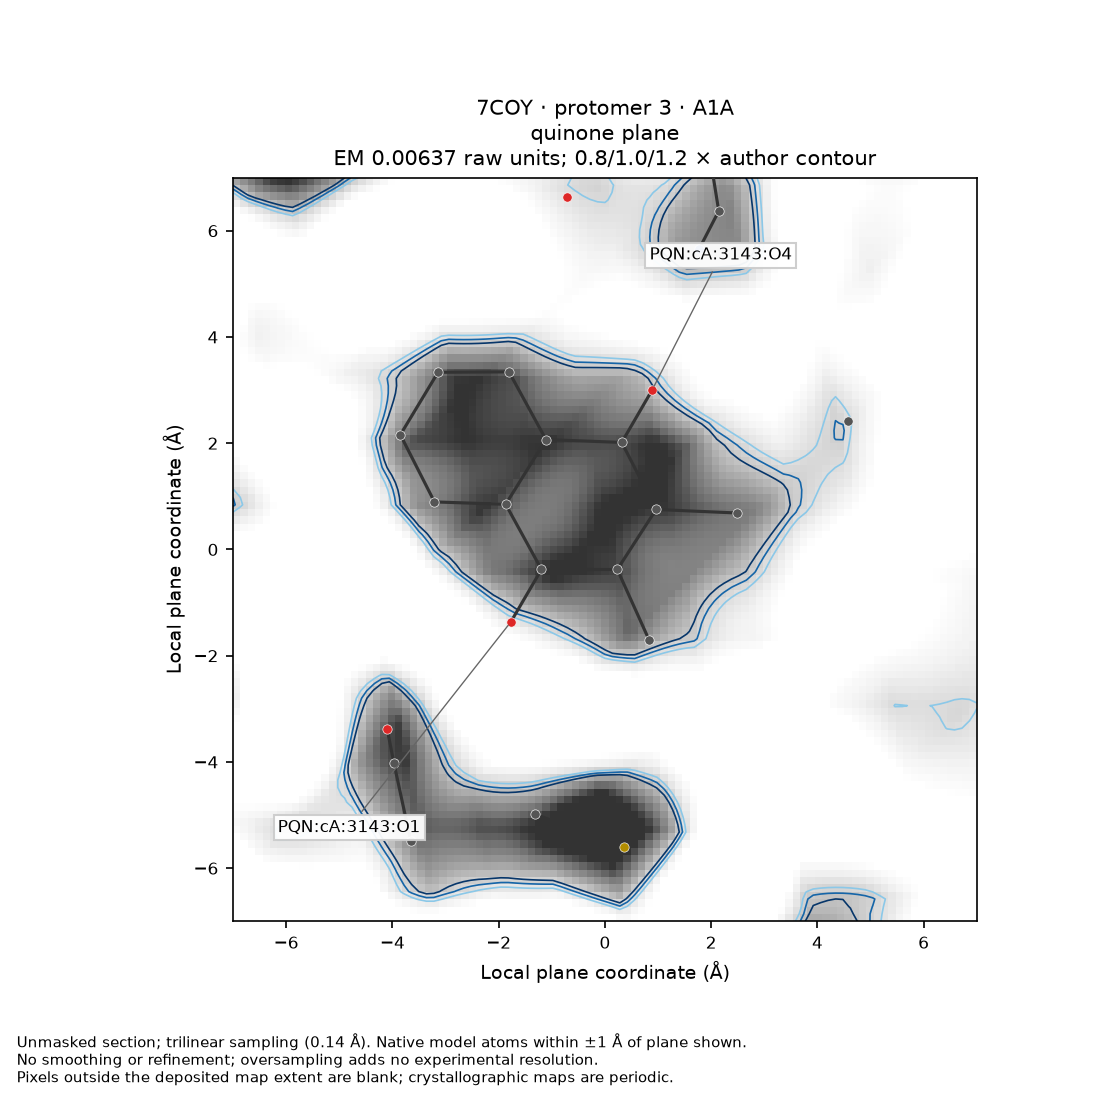 7COY · protomer 3 · A1A
quinone plane
EM 0.00637 raw units; 0.8/1.0/1.2 × author contour
6
PQN:cA:3143:O4
4
2
Local plane coordinate (Å)
0
−2
−4
PQN:cA:3143:O1
−6
−6 −4 −2 0 2 4 6
Local plane coordinate (Å)
Unmasked section; trilinear sampling (0.14 Å). Native model atoms within ±1 Å of plane shown.
No smoothing or refinement; oversampling adds no experimental resolution.
Pixels outside the deposited map extent are blank; crystallographic maps are periodic.